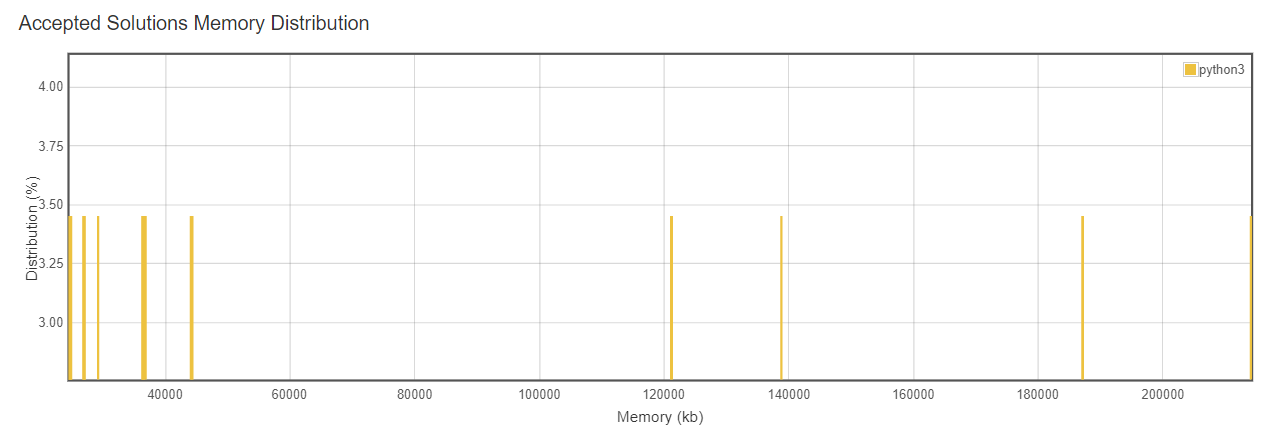 Accepted Solutions Memory Distribution
python3
4.00
3.75
3.50
3.25
3.00
Distribution (%)
40000 60000 80000 100000 120000 140000 160000 180000 200000
Memory (kb)